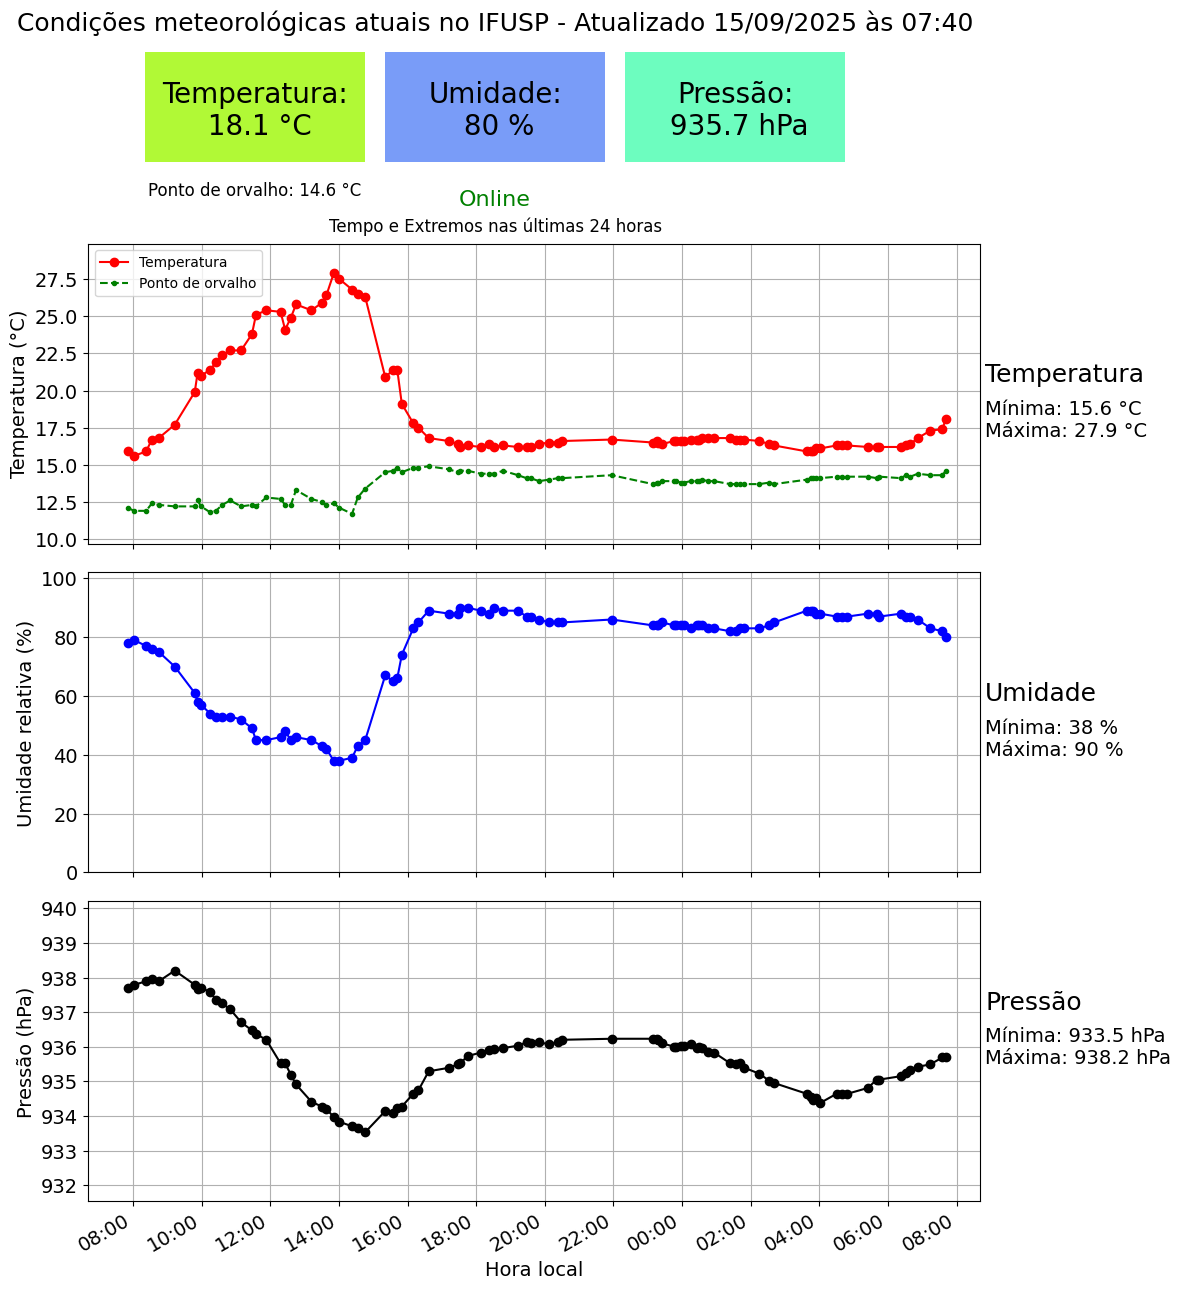 Condições meteorológicas atuais no IFUSP - Atualizado 15/09/2025 às 07:40
Temperatura:
18.1 °C
Umidade:
80 %
Pressão:
935.7 hPa
Ponto de orvalho: 14.6 °C
Online
Tempo e Extremos nas últimas 24 horas
Temperatura
Ponto de orvalho
Temperatura (°C)
27.5
25.0
22.5
20.0
17.5
15.0
12.5
10.0
Temperatura
Mínima: 15.6 °C
Máxima: 27.9 °C
Umidade relativa (%)
100
80
60
40
20
0
Umidade
Mínima: 38 %
Máxima: 90 %
Pressão (hPa)
940
939
938
937
936
935
934
933
932
Pressão
Mínima: 933.5 hPa
Máxima: 938.2 hPa
08:00
10:00
12:00
14:00
16:00
18:00
20:00
22:00
00:00
02:00
04:00
06:00
08:00
Hora local